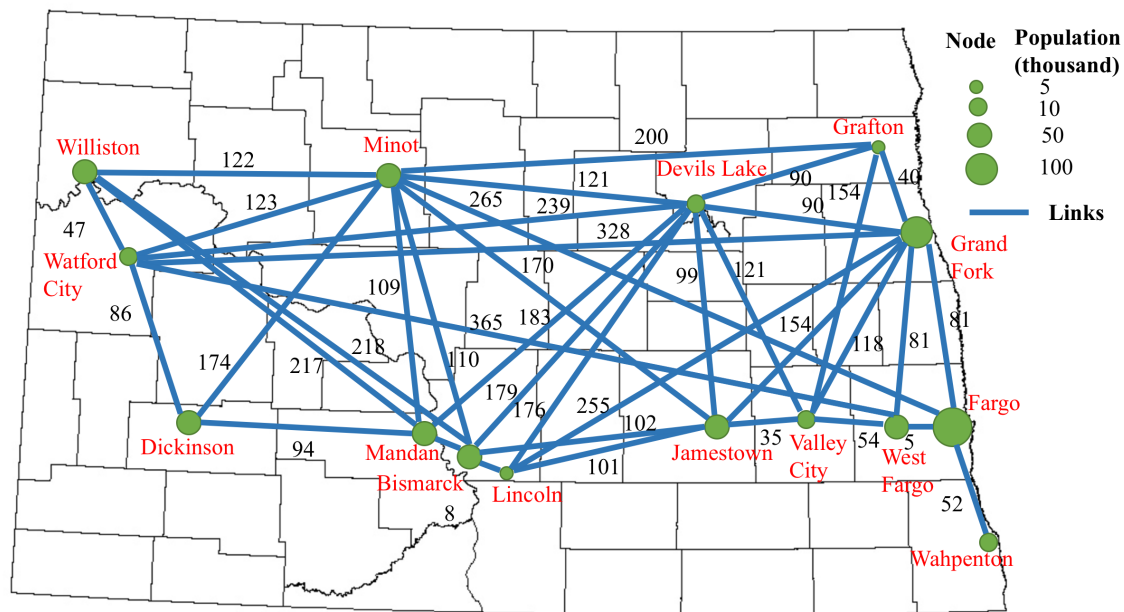 Node Population
(thousand)
5
10
50
100
Links
Williston
Minot
Grafton
Devils Lake
Watford
City
Grand
Fork
Dickinson
Mandan
Bismarck
Lincoln
Jamestown
Valley
City
West
Fargo
Fargo
Wahpenton
200
122
121
90
154
40
123
265
239
90
47
328
170
99
121
109
86
365
183
154
118
81
81
174
217
218
110
179
176
255
102
94
101
35
54
5
8
52